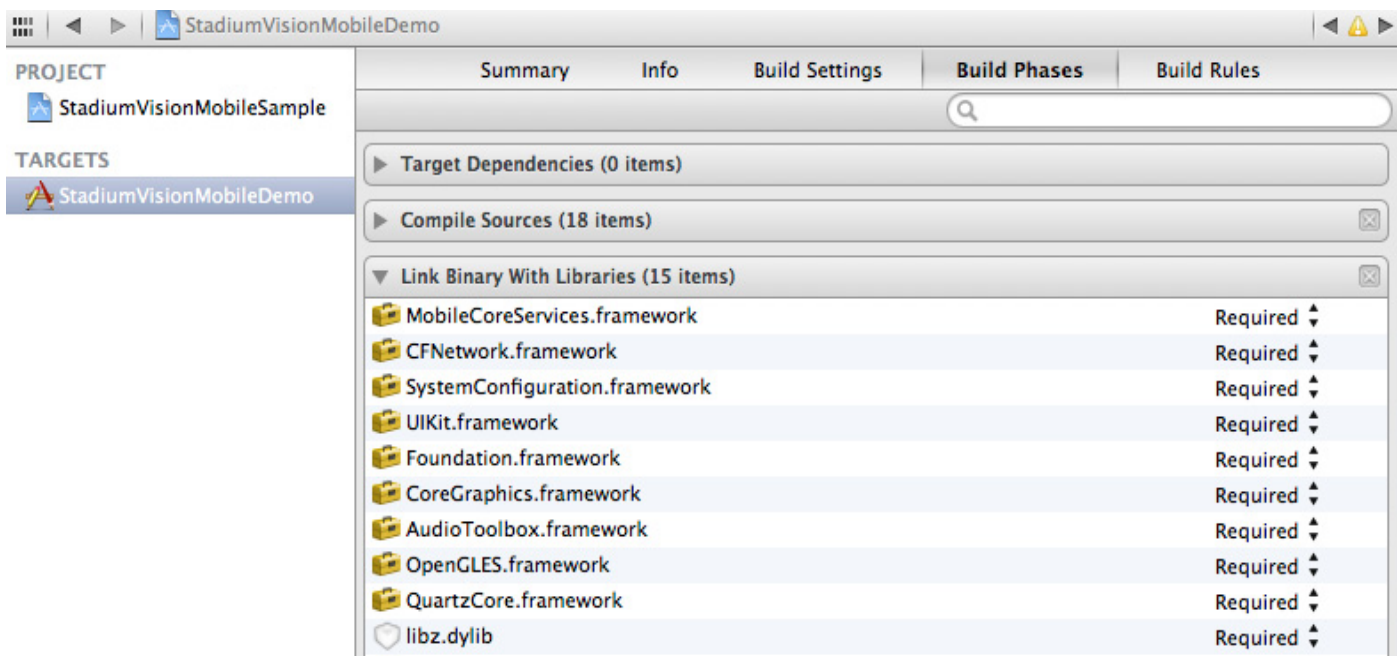 StadiumVisionMobileDemo
PROJECT
StadiumVisionMobileSample
TARGETS
StadiumVisionMobileDemo
Summary Info Build Settings Build Phases Build Rules
Target Dependencies (0 items)
Compile Sources (18 items)
Link Binary With Libraries (15 items)
MobileCoreServices.framework Required
CFNetwork.framework Required
SystemConfiguration.framework Required
UIKit.framework Required
Foundation.framework Required
CoreGraphics.framework Required
AudioToolbox.framework Required
OpenGLES.framework Required
QuartzCore.framework Required
libz.dylib Required